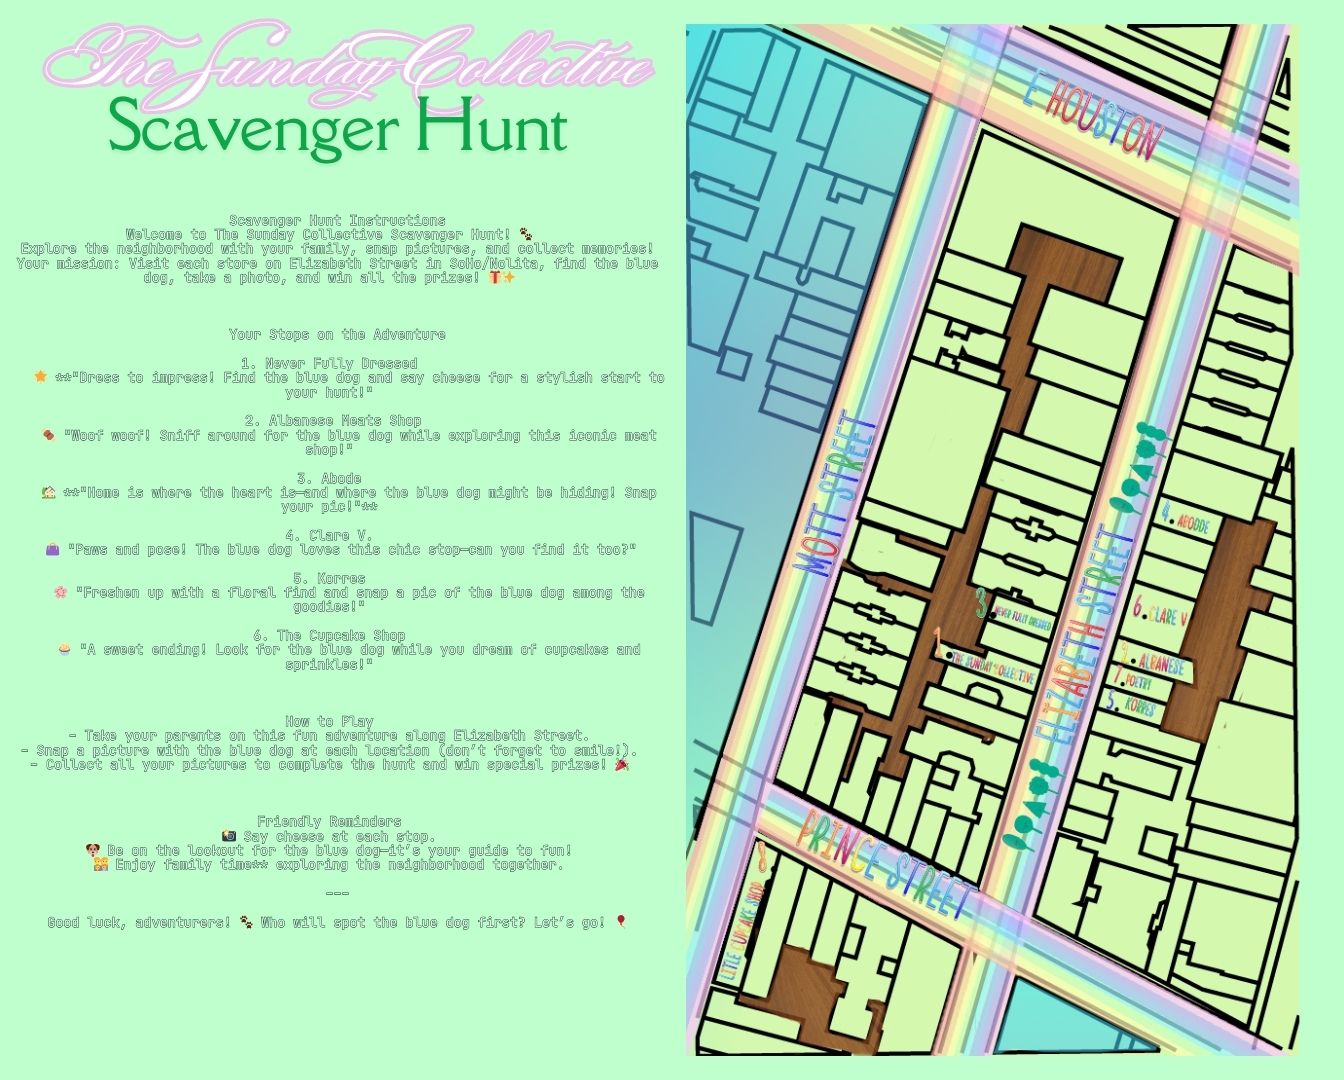 The Sunday Collective
Scavenger Hunt
Scavenger Hunt Instructions
Welcome to The Sunday Collective Scavenger Hunt! 🐾
Explore the neighborhood with your family, snap pictures, and collect memories!
Your mission: Visit each store on Elizabeth Street in SoHo/Nolita, find the blue
dog, take a photo, and win all the prizes! 🎁✨
Your Stops on the Adventure
1. Never Fully Dressed
⭐ **"Dress to impress! Find the blue dog and say cheese for a stylish start to
your hunt!"
2. Albanese Meats Shop
🍖 "Woof woof! Sniff around for the blue dog while exploring this iconic meat
shop!"
3. Abode
🏡 **"Home is where the heart is—and where the blue dog might be hiding! Snap
your pic!"**
4. Clare V.
👜 "Paws and pose! The blue dog loves this chic stop—can you find it too?"
5. Korres
🌸 "Freshen up with a floral find and snap a pic of the blue dog among the
goodies!"
6. The Cupcake Shop
🧁 "A sweet ending! Look for the blue dog while you dream of cupcakes and
sprinkles!"
How to Play
- Take your parents on this fun adventure along Elizabeth Street.
- Snap a picture with the blue dog at each location (don't forget to smile!).
- Collect all your pictures to complete the hunt and win special prizes! 🎉
Friendly Reminders
📸 Say cheese at each stop.
🐶 Be on the lookout for the blue dog—it's your guide to fun!
👨‍👩‍👧 Enjoy family time** exploring the neighborhood together.
---
Good luck, adventurers! 🐾 Who will spot the blue dog first? Let's go! 🎈
E HOUSTON
MOTT STREET
ELIZABETH STREET
4. ABODDE
3. NEVER FULLY DRESSED
6. CLARE V
1. THE SUNDAY COLLECTIVE
2. ALBANESE
7. POETRY
5. KORRES
PRINCE STREET
8 LITLE CUPCAKE SHOP